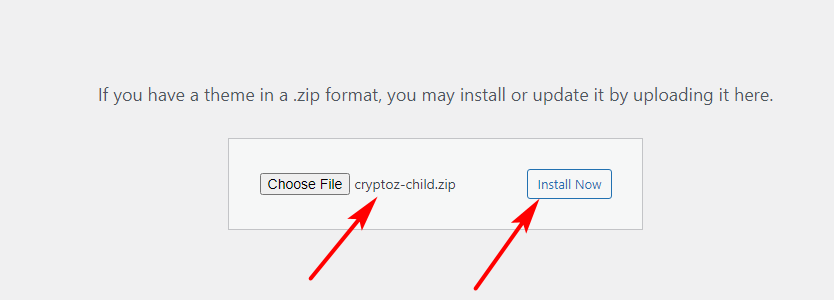 If you have a theme in a .zip format, you may install or update it by uploading it here.
Choose File cryptoz-child.zip Install Now